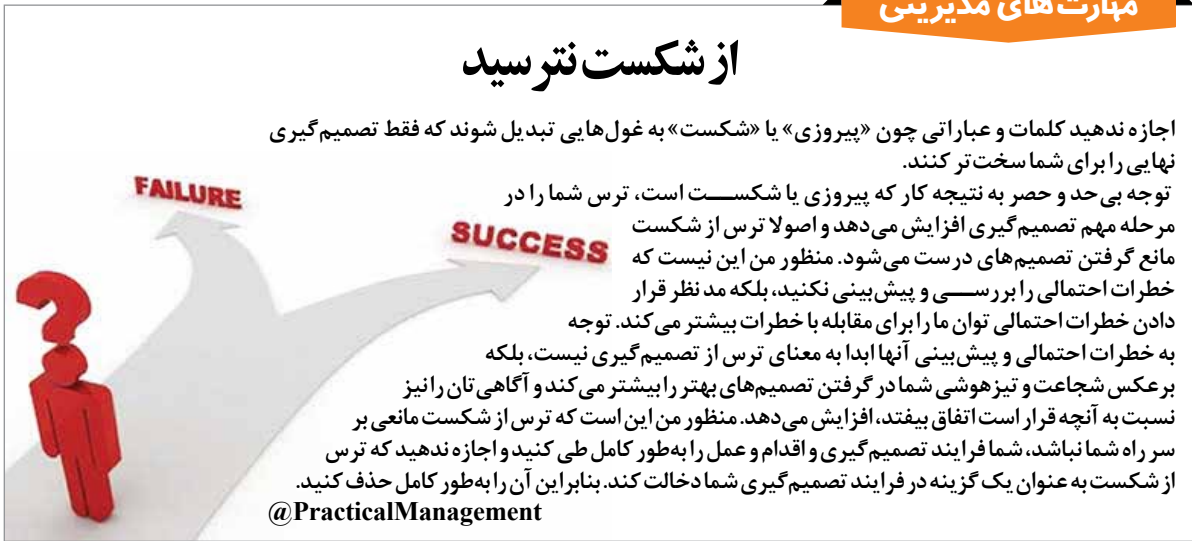 مهارت‌های مدیریتی
از شکست نترسید
اجازه ندهید کلمات و عباراتی چون «پیروزی» یا «شکست» به غول‌هایی تبدیل شوند که فقط تصمیم‌گیری
نهایی را برای شما سخت‌تر کنند.
توجه بی‌حد و حصر به نتیجه کار که پیروزی یا شکست است، ترس شما را در
مرحله مهم تصمیم‌گیری افزایش می‌دهد و اصولا ترس از شکست
مانع گرفتن تصمیم‌های درست می‌شود. منظور من این نیست که
خطرات احتمالی را بررسی و پیش‌بینی نکنید، بلکه مد نظر قرار
دادن خطرات احتمالی توان ما را برای مقابله با خطرات بیشتر می‌کند. توجه
به خطرات احتمالی و پیش‌بینی آنها ابدا به معنای ترس از تصمیم‌گیری نیست، بلکه
برعکس شجاعت و تیزهوشی شما در گرفتن تصمیم‌های بهتر را بیشتر می‌کند و آگاهی‌تان را نیز
نسبت به آنچه قرار است اتفاق بیفتد، افزایش می‌دهد. منظور من این است که ترس از شکست مانعی بر
سر راه شما نباشد، شما فرایند تصمیم‌گیری و اقدام و عمل را به‌طور کامل طی کنید و اجازه ندهید که ترس
از شکست به عنوان یک گزینه در فرایند تصمیم‌گیری شما دخالت کند. بنابراین آن را به‌طور کامل حذف کنید.
@PracticalManagement
FAILURE
SUCCESS
?